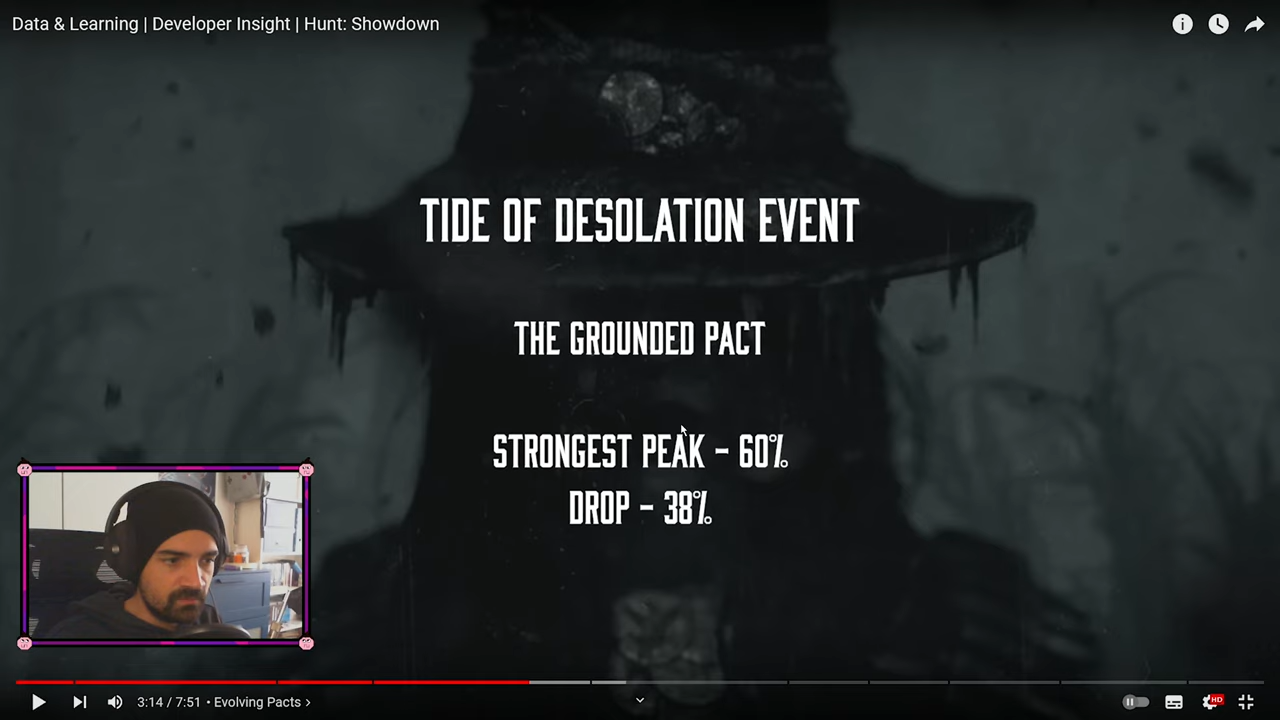 Data & Learning | Developer Insight | Hunt: Showdown
TIDE OF DESOLATION EVENT
THE GROUNDED PACT
STRONGEST PEAK – 60%
DROP – 38%
3:14 / 7:51 • Evolving Pacts >
HD